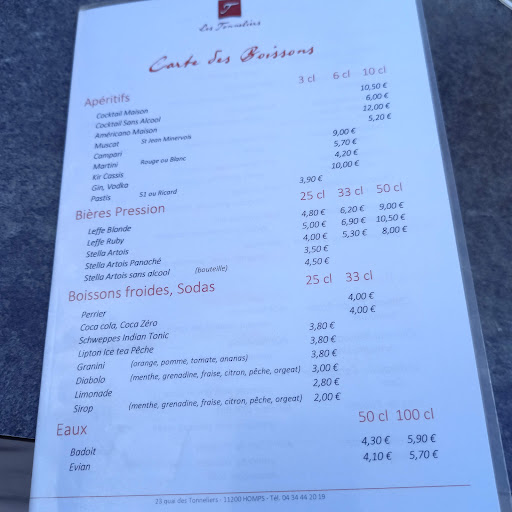 T
Les Tonneliers
Carte des Boissons
Apéritifs 3 cl 6 cl 10 cl
Cocktail Maison 10,50 €
Cocktail Sans Alcool 6,00 €
Américano Maison 12,00 €
Muscat St Jean Minervois 5,20 €
Campari 9,00 €
Martini Rouge ou Blanc 5,70 €
Kir Cassis 4,20 €
Gin, Vodka 10,00 €
Pastis 51 ou Ricard 3,90 €
Bières Pression 25 cl 33 cl 50 cl
Leffe Blonde 4,80 € 6,20 € 9,00 €
Leffe Ruby 5,00 € 6,90 € 10,50 €
Stella Artois 4,00 € 5,30 € 8,00 €
Stella Artois Panaché 3,50 €
Stella Artois sans alcool (bouteille) 4,50 €
Boissons froides, Sodas 25 cl 33 cl
Perrier 4,00 €
Coca cola, Coca Zéro 4,00 €
Schweppes Indian Tonic 3,80 €
Lipton Ice tea Pêche 3,80 €
Granini (orange, pomme, tomate, ananas) 3,80 €
Diabolo (menthe, grenadine, fraise, citron, pêche, orgeat) 3,00 €
Limonade 2,80 €
Sirop (menthe, grenadine, fraise, citron, pêche, orgeat) 2,00 €
Eaux 50 cl 100 cl
Badoit 4,30 € 5,90 €
Evian 4,10 € 5,70 €
23 rue des Tonneliers - 11200 HOMPS - Tél. 04 34 44 20 19